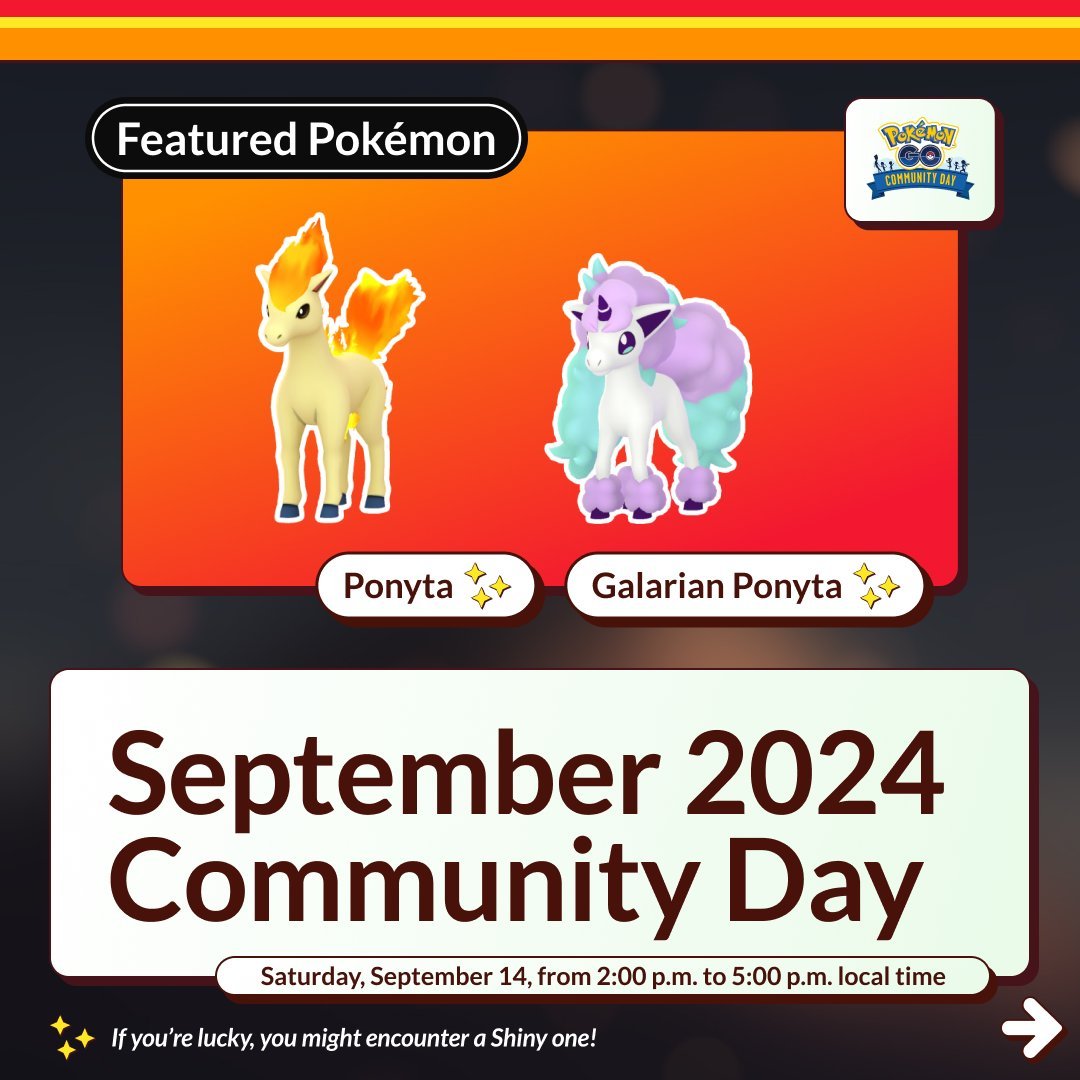 Featured Pokémon
POKÉMON
GO
COMMUNITY DAY
Ponyta
Galarian Ponyta
September 2024
Community Day
Saturday, September 14, from 2:00 p.m. to 5:00 p.m. local time
If you're lucky, you might encounter a Shiny one!